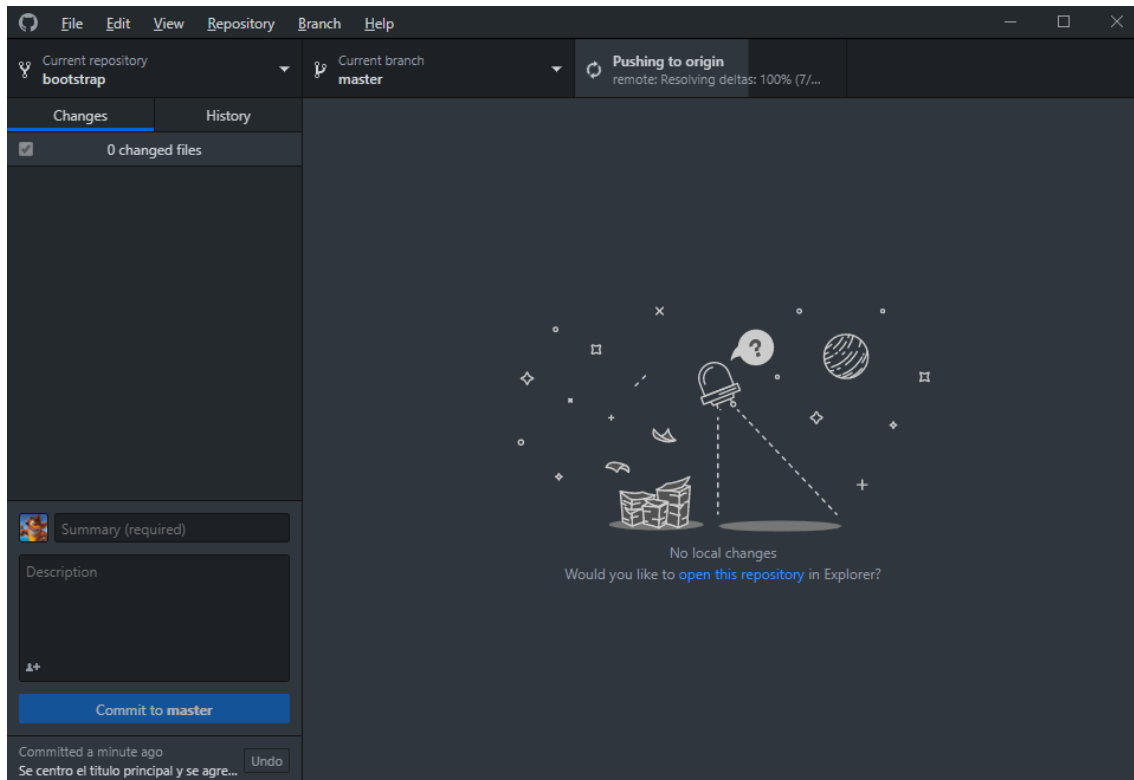 File Edit View Repository Branch Help
Current repository
bootstrap
Current branch
master
Pushing to origin
remote: Resolving deltas: 100% (7/...
Changes
History
0 changed files
?
No local changes
Would you like to open this repository in Explorer?
Summary (required)
Description
Commit to master
Committed a minute ago
Se centro el titulo principal y se agre...
Undo